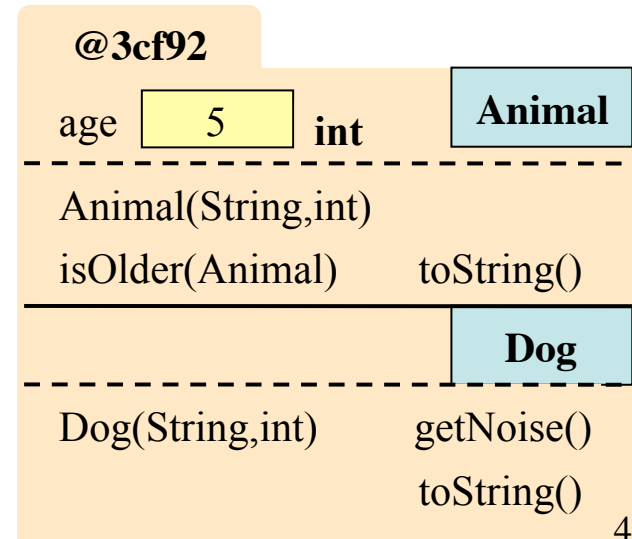 @3cf92
age 5 int Animal
Animal(String,int)
isOlder(Animal) toString()
Dog
Dog(String,int) getNoise()
toString()
4